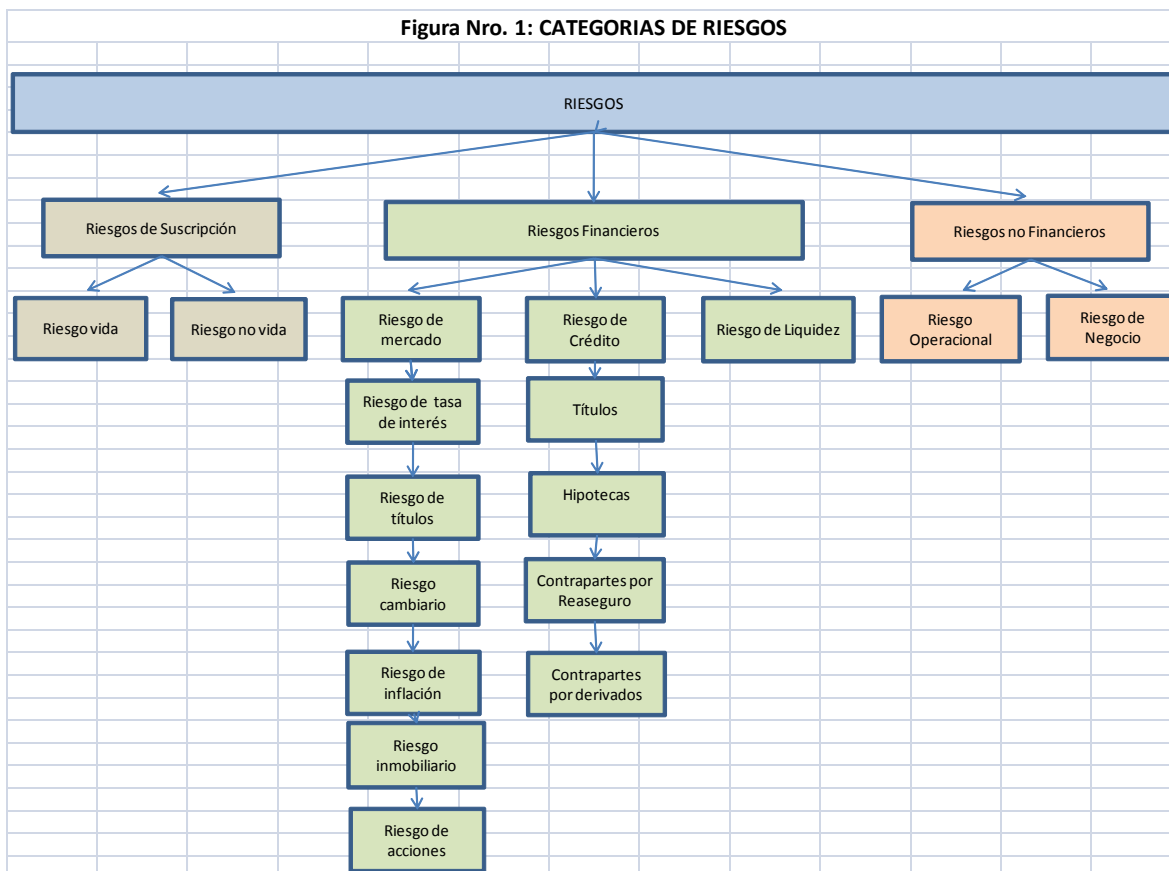 Figura Nro. 1: CATEGORIAS DE RIESGOS
RIESGOS
Riesgos de Suscripción
Riesgos Financieros
Riesgos no Financieros
Riesgo vida
Riesgo no vida
Riesgo de
mercado
Riesgo de
Crédito
Riesgo de Liquidez
Riesgo
Operacional
Riesgo de
Negocio
Riesgo de tasa
de interés
Títulos
Riesgo de
títulos
Hipotecas
Riesgo
cambiario
Contrapartes por
Reaseguro
Riesgo de
inflación
Contrapartes
por derivados
Riesgo
inmobiliario
Riesgo de
acciones